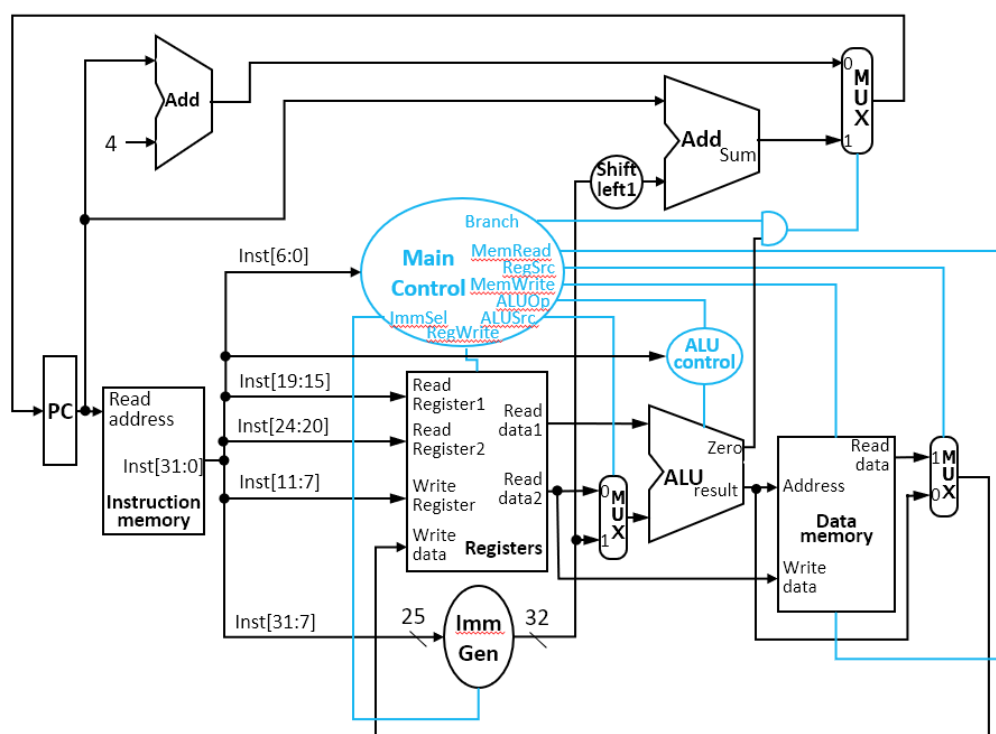 Add
4
0
MUX
1
Add
Sum
Shift
left1
Branch
MemRead
RegSrc
MemWrite
ALUOp
ALUSrc
ImmSel
RegWrite
Main
Control
Inst[6:0]
ALU
control
PC
Read
address
Inst[31:0]
Instruction
memory
Inst[19:15]
Inst[24:20]
Inst[11:7]
Inst[31:7]
Read
Register1
Read
Register2
Write
Register
Write
data
Read
data1
Read
data2
Registers
0
MUX
1
Zero
ALU
result
Read
data
Address
Data
memory
Write
data
1
MUX
0
25
Imm
Gen
32